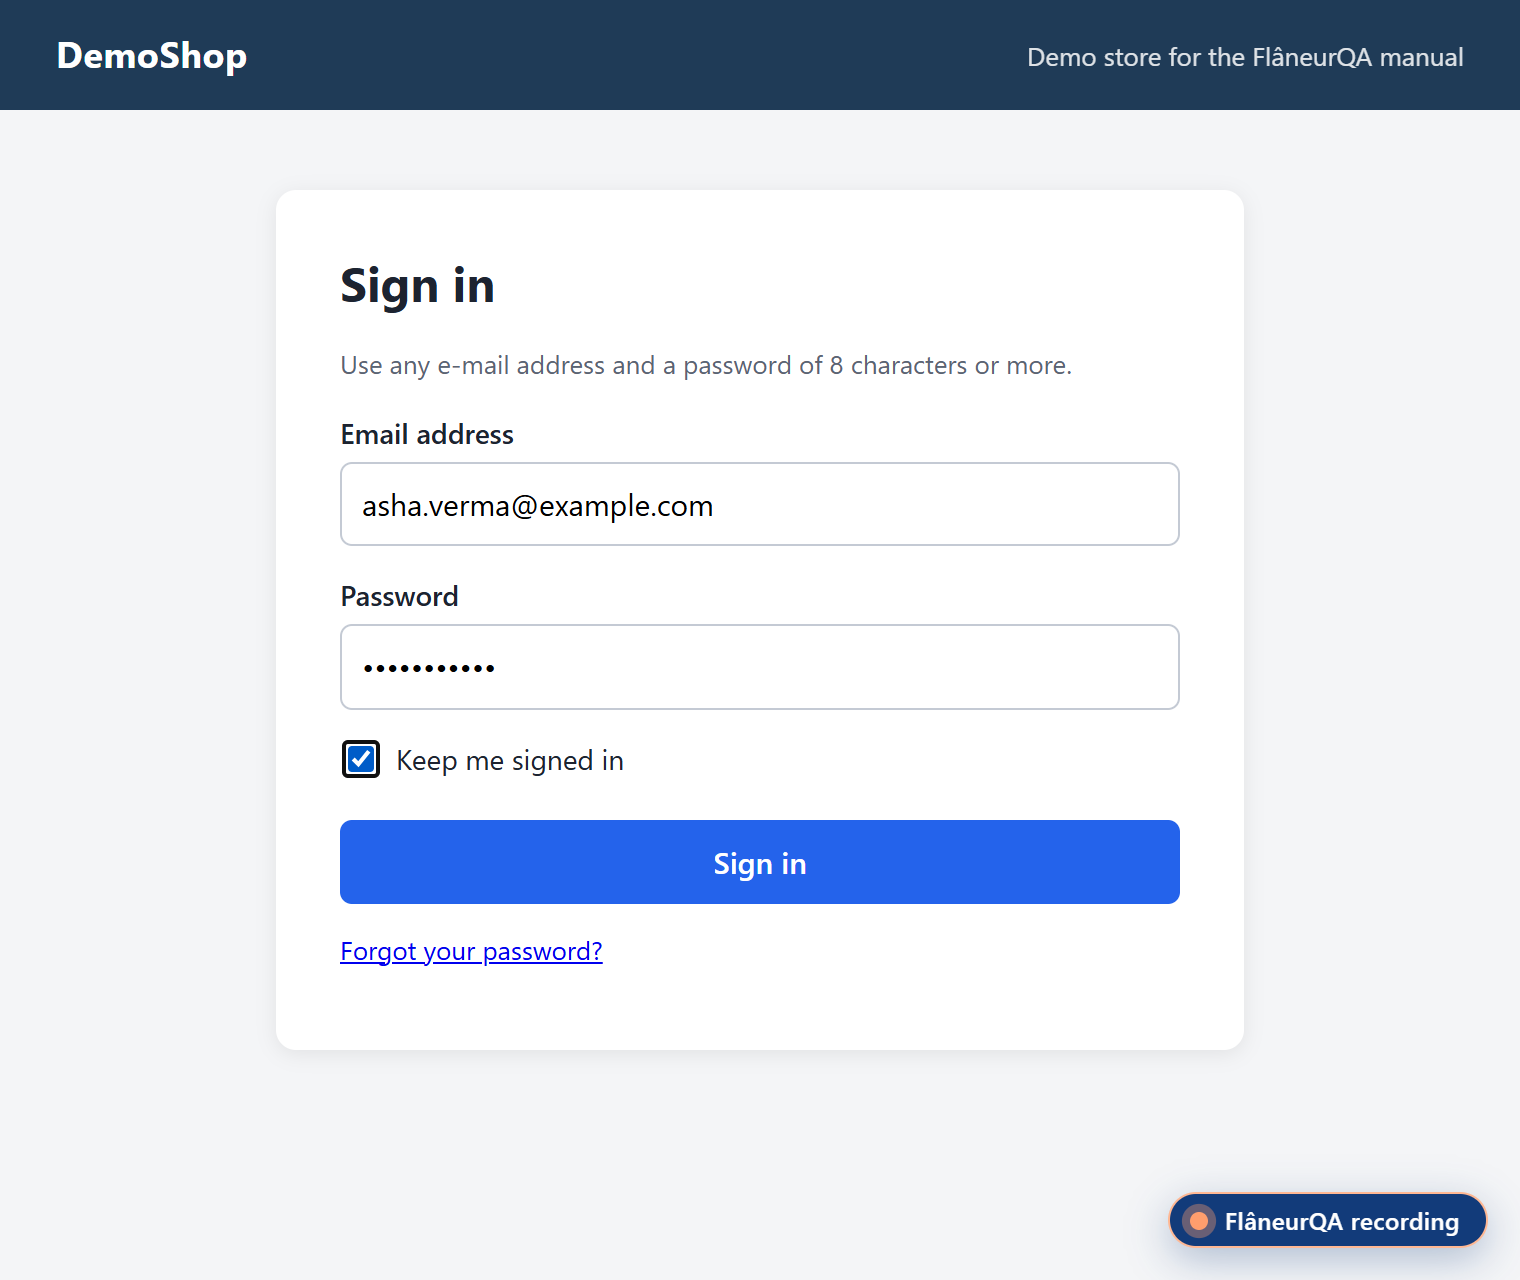 DemoShop
Demo store for the FlâneurQA manual
Sign in
Use any e-mail address and a password of 8 characters or more.
Email address
asha.verma@example.com
Password
•••••••••••
Keep me signed in
Sign in
Forgot your password?
FlâneurQA recording